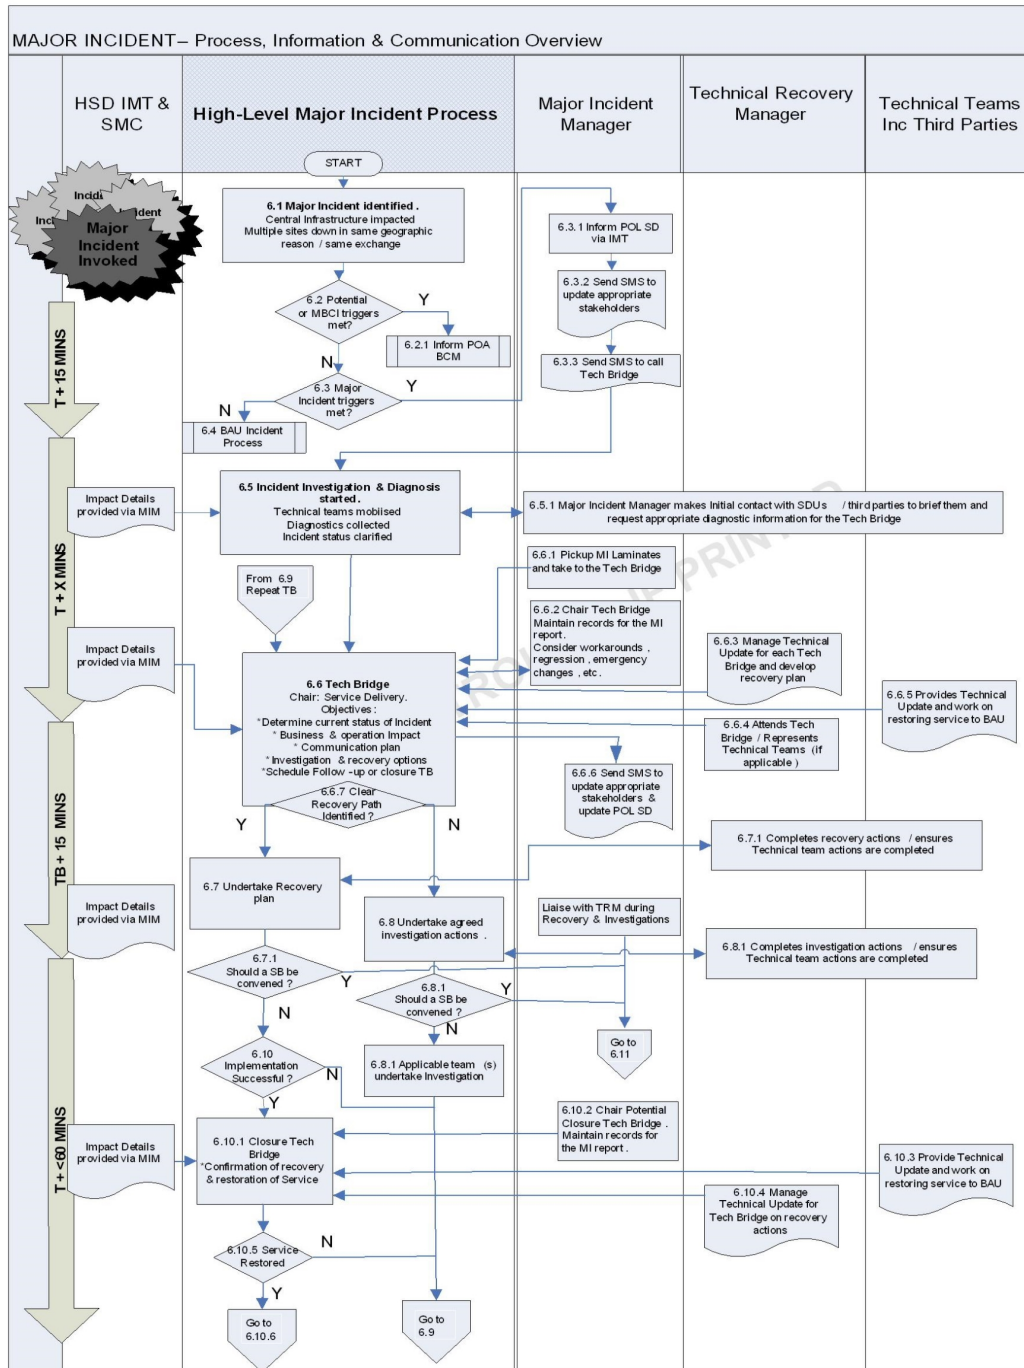 MAJOR INCIDENT– Process, Information & Communication Overview
HSD IMT &
SMC
High-Level Major Incident Process
Major Incident
Manager
Technical Recovery
Manager
Technical Teams
Inc Third Parties
START
Major
Incident
Invoked
6.1 Major Incident identified .
Central Infrastructure impacted
Multiple sites down in same geographic
reason / same exchange
6.3.1 Inform POL SD
via IMT
6.3.2 Send SMS to
update appropriate
stakeholders
6.2 Potential
or MBCI triggers
met?
Y
6.2.1 Inform POA
BCM
N
6.3.3 Send SMS to call
Tech Bridge
T + 15 MINS
6.3 Major
Incident triggers
met?
Y
N
6.4 BAU Incident
Process
6.5 Incident Investigation & Diagnosis
started .
Technical teams mobilised
Diagnostics collected
Incident status clarified
Impact Details
provided via MIM
6.5.1 Major Incident Manager makes Initial contact with SDUs / third parties to brief them and
request appropriate diagnostic information for the Tech Bridge
T + X MINS
From 6.9
Repeat TB
6.6.1 Pickup MI Laminates
and take to the Tech Bridge
6.6.2 Chair Tech Bridge
Maintain records for the MI
report .
Consider workarounds ,
regression , emergency
changes , etc .
Impact Details
provided via MIM
6.6.3 Manage Technical
Update for each Tech
Bridge and develop
recovery plan
6.6.5 Provides Technical
Update and work on
restoring service to BAU
6.6 Tech Bridge
Chair: Service Delivery.
Objectives :
*Determine current status of Incident
* Business & operation Impact
* Communication plan
* Investigation & recovery options
*Schedule Follow -up or closure TB
6.6.4 Attends Tech
Bridge / Represents
Technical Teams (if
applicable )
6.6.6 Send SMS to
update appropriate
stakeholders &
update POL SD
6.6.7 Clear
Recovery Path
Identified ?
Y
N
TB + 15 MINS
6.7.1 Completes recovery actions / ensures
Technical team actions are completed
6.7 Undertake Recovery
plan
Impact Details
provided via MIM
6.8 Undertake agreed
investigation actions .
Liaise with TRM during
Recovery & Investigations
6.8.1 Completes investigation actions / ensures
Technical team actions are completed
6.7.1
Should a SB be
convened ?
Y
6.8.1
Should a SB be
convened ?
Y
N
N
Go to
6.11
6.10
Implementation
Successful ?
N
Y
6.8.1 Applicable team (s)
undertake Investigation
T + <60 MINS
Impact Details
provided via MIM
6.10.1 Closure Tech
Bridge
*Confirmation of recovery
& restoration of Service
6.10.2 Chair Potential
Closure Tech Bridge .
Maintain records for
the MI report .
6.10.3 Provide Technical
Update and work on
restoring service to BAU
6.10.4 Manage
Technical Update for
Tech Bridge on recovery
actions
6.10.5 Service
Restored
N
Y
Go to
6.10.6
Go to
6.9